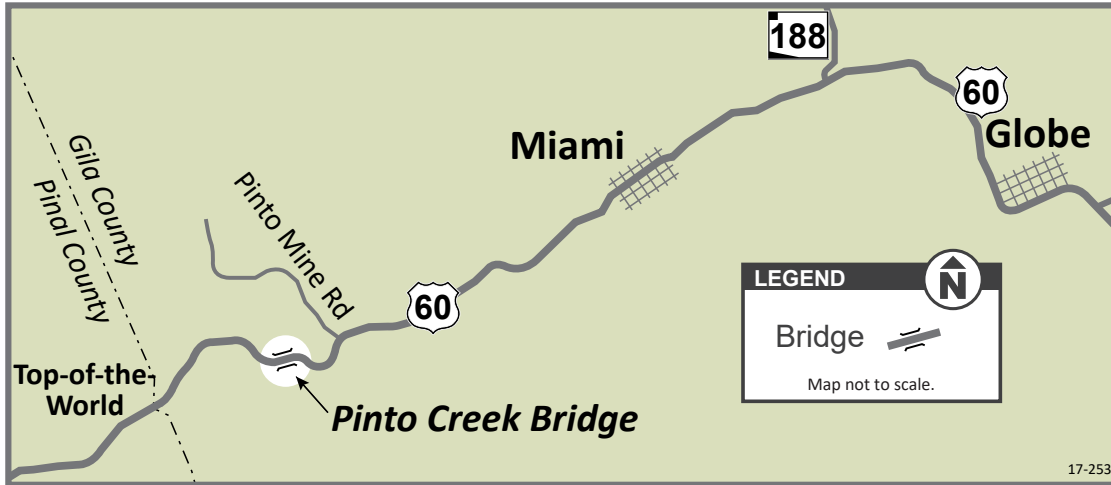 188
60
Miami
Globe
Gila County
Pinal County
Pinto Mine Rd
60
LEGEND
N
Bridge
Map not to scale.
Top-of-the-
World
Pinto Creek Bridge
17-253